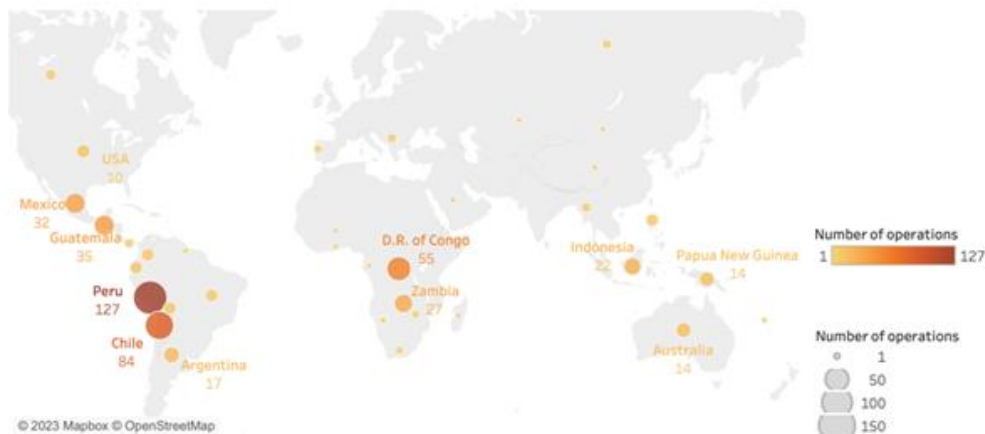 USA
10
Mexico
32
Guatemala
35
D.R. of Congo
55
Indonesia
22
Papua New Guinea
14
Peru
127
Zambia
27
Chile
84
Argentina
17
Australia
14
Number of operations
1 127
Number of operations
1
50
100
150
© 2023 Mapbox © OpenStreetMap